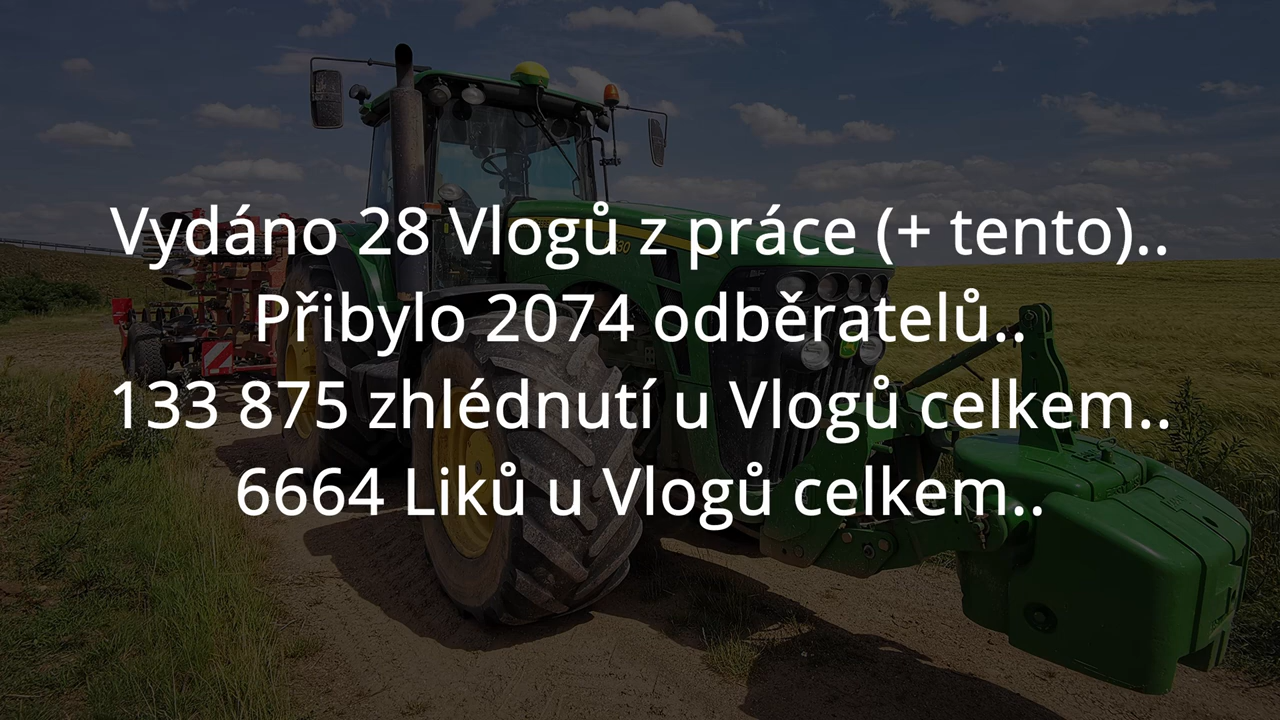 Vydáno 28 Vlogů z práce (+ tento)..
Přibylo 2074 odběratelů..
133 875 zhlédnutí u Vlogů celkem..
6664 Liků u Vlogů celkem..